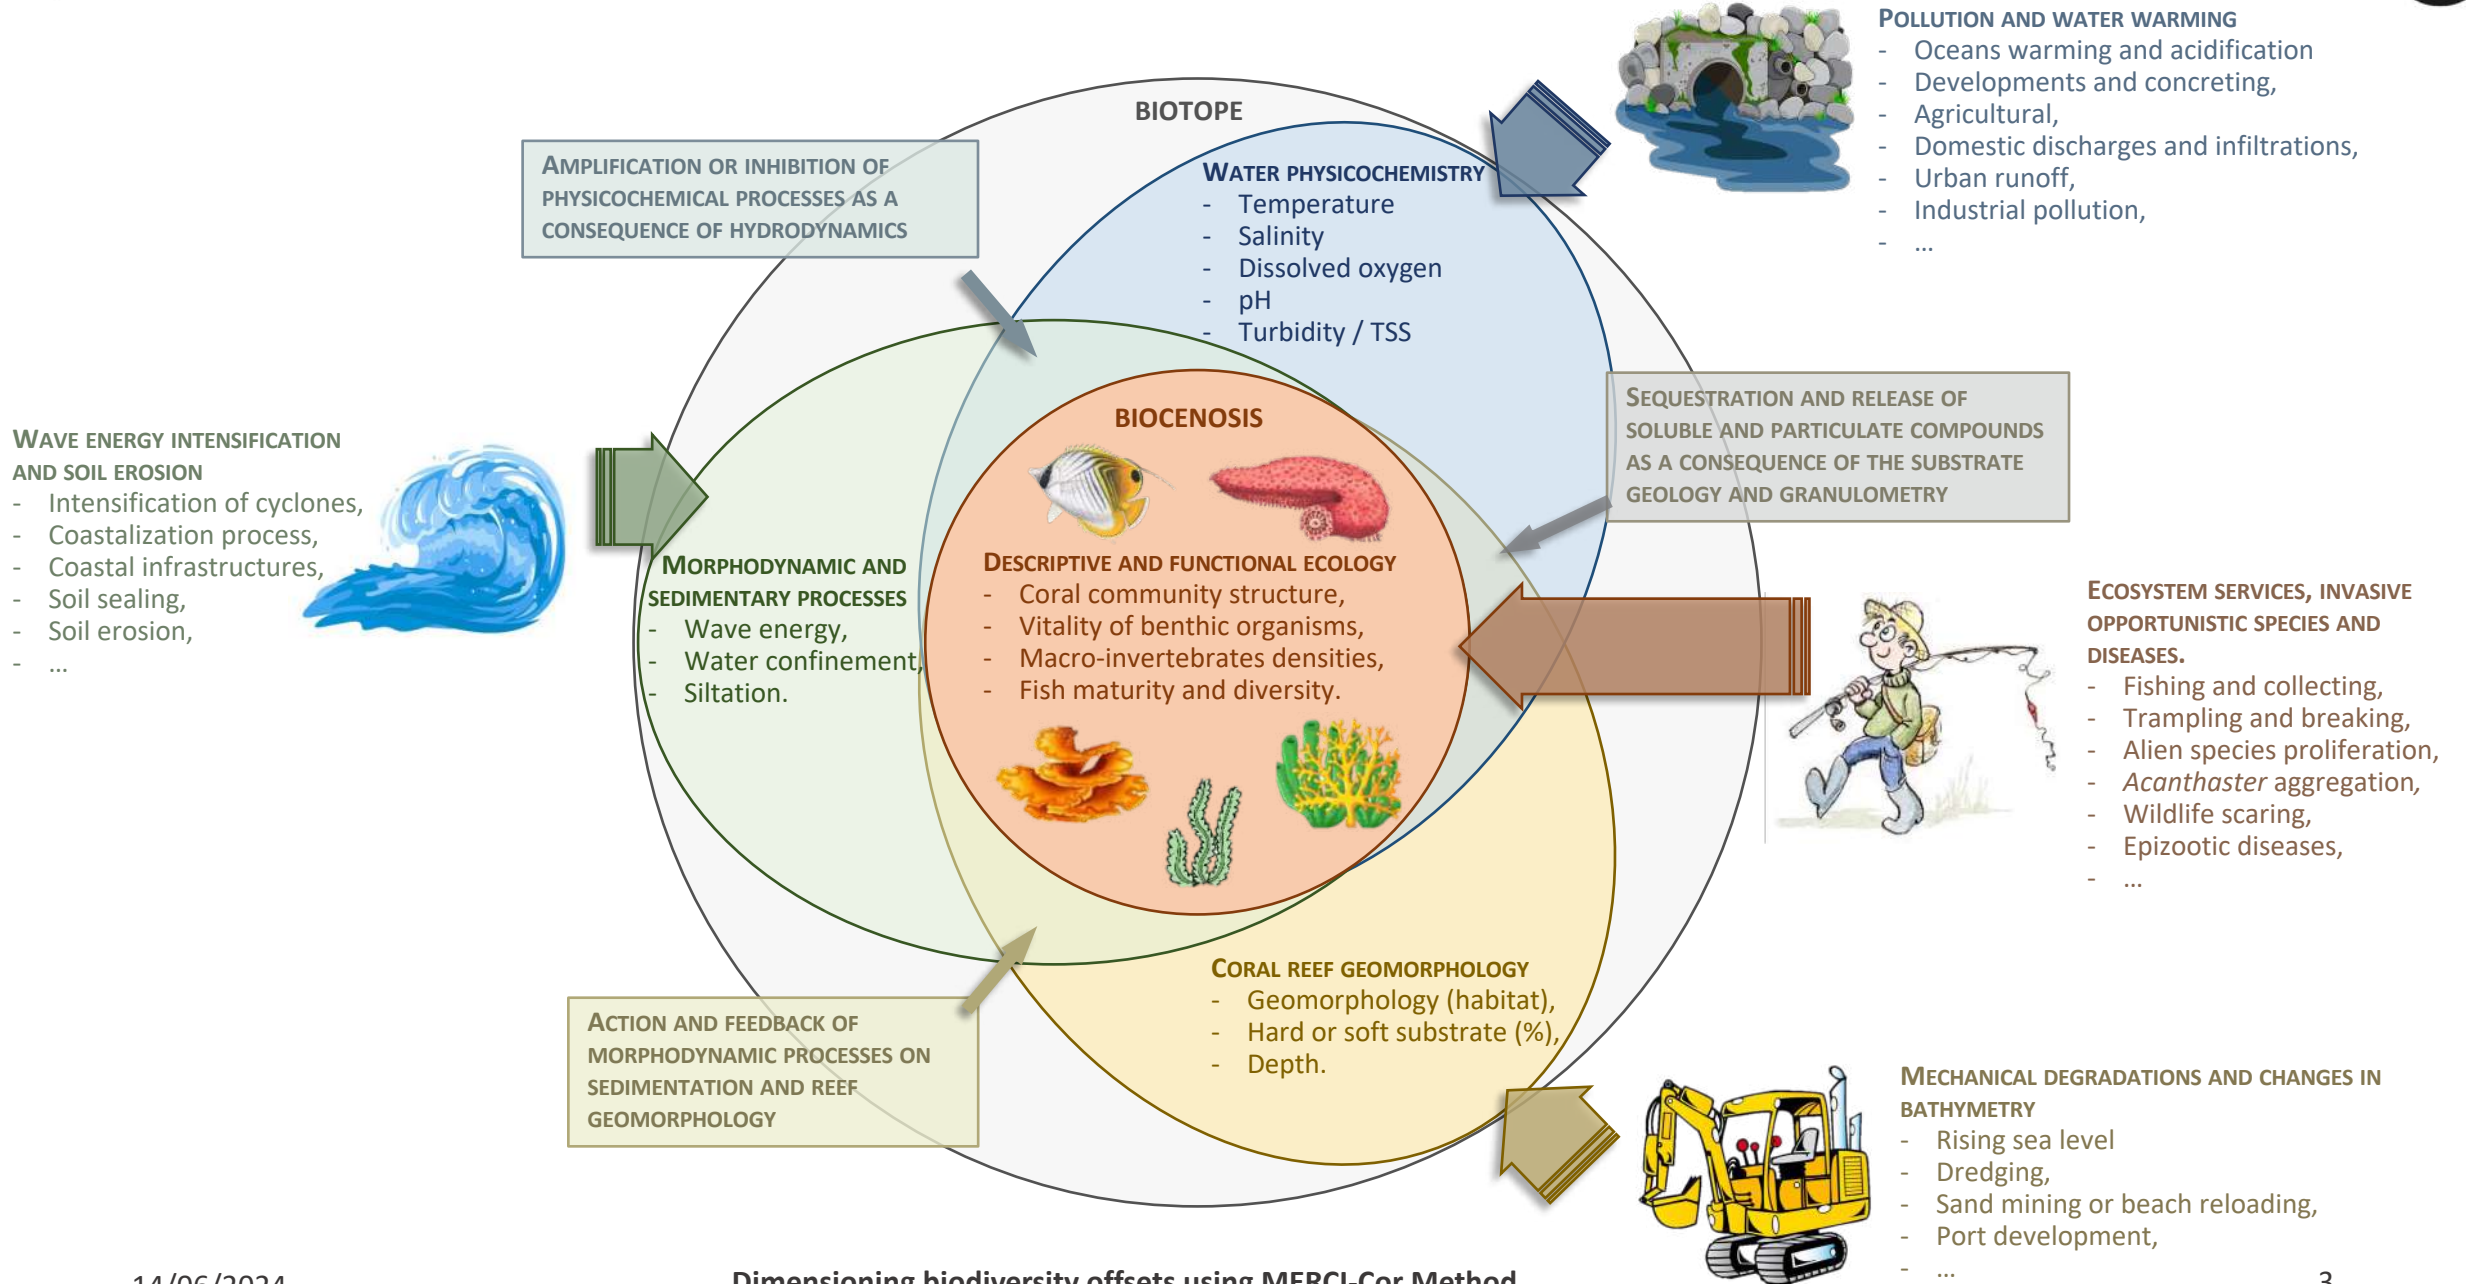 POLLUTION AND WATER WARMING
- Oceans warming and acidification
- Developments and concreting,
- Agricultural,
- Domestic discharges and infiltrations,
- Urban runoff,
- Industrial pollution,
- ...
BIOTOPE
AMPLIFICATION OR INHIBITION OF
PHYSICOCHEMICAL PROCESSES AS A
CONSEQUENCE OF HYDRODYNAMICS
WATER PHYSICOCHEMISTRY
- Temperature
- Salinity
- Dissolved oxygen
- pH
- Turbidity / TSS
SEQUESTRATION AND RELEASE OF
SOLUBLE AND PARTICULATE COMPOUNDS
AS A CONSEQUENCE OF THE SUBSTRATE
GEOLOGY AND GRANULOMETRY
WAVE ENERGY INTENSIFICATION
AND SOIL EROSION
- Intensification of cyclones,
- Coastalization process,
- Coastal infrastructures,
- Soil sealing,
- Soil erosion,
- ...
MORPHODYNAMIC AND
SEDIMENTARY PROCESSES
- Wave energy,
- Water confinement,
- Siltation.
BIOCENOSIS
DESCRIPTIVE AND FUNCTIONAL ECOLOGY
- Coral community structure,
- Vitality of benthic organisms,
- Macro-invertebrates densities,
- Fish maturity and diversity.
ECOSYSTEM SERVICES, INVASIVE
OPPORTUNISTIC SPECIES AND
DISEASES.
- Fishing and collecting,
- Trampling and breaking,
- Alien species proliferation,
- Acanthaster aggregation,
- Wildlife scaring,
- Epizootic diseases,
- ...
CORAL REEF GEOMORPHOLOGY
- Geomorphology (habitat),
- Hard or soft substrate (%),
- Depth.
ACTION AND FEEDBACK OF
MORPHODYNAMIC PROCESSES ON
SEDIMENTATION AND REEF
GEOMORPHOLOGY
MECHANICAL DEGRADATIONS AND CHANGES IN
BATHYMETRY
- Rising sea level
- Dredging,
- Sand mining or beach reloading,
- Port development,
- ...
14/06/2024
Dimensioning biodiversity offsets using MERCI-Cor Method
3